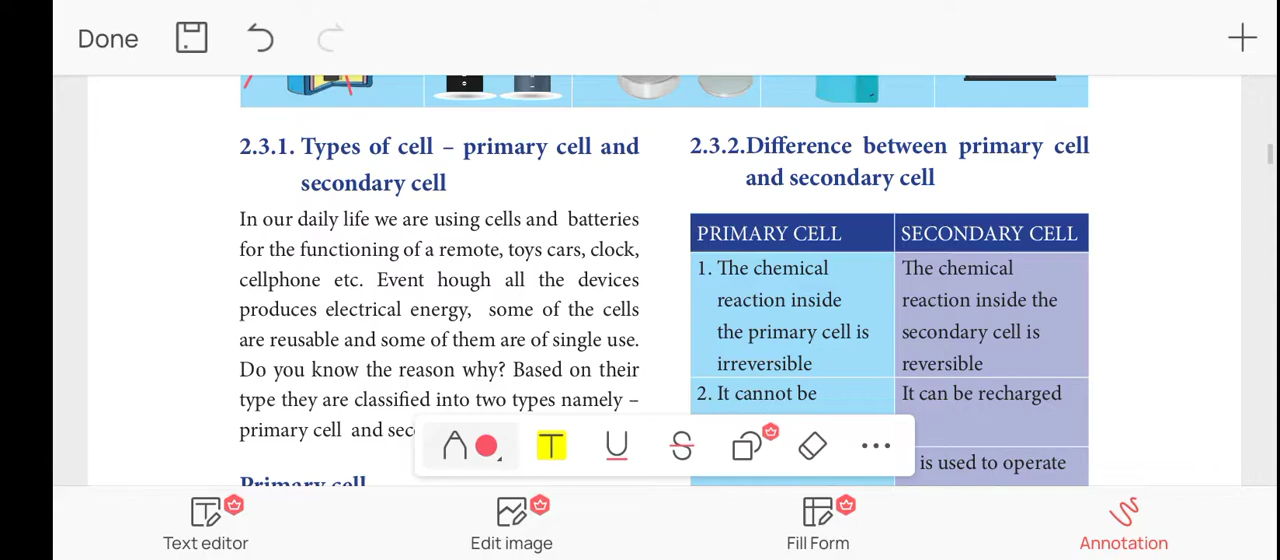 Done
2.3.1. Types of cell – primary cell and
secondary cell
In our daily life we are using cells and batteries
for the functioning of a remote, toys cars, clock,
cellphone etc. Event hough all the devices
produces electrical energy, some of the cells
are reusable and some of them are of single use.
Do you know the reason why? Based on their
type they are classified into two types namely –
primary cell and sec
Primary cell
2.3.2.Difference between primary cell
and secondary cell
PRIMARY CELL SECONDARY CELL
1. The chemical
reaction inside
the primary cell is
irreversible
The chemical
reaction inside the
secondary cell is
reversible
2. It cannot be
It can be recharged
is used to operate
T U S
Text editor
Edit image
Fill Form
Annotation